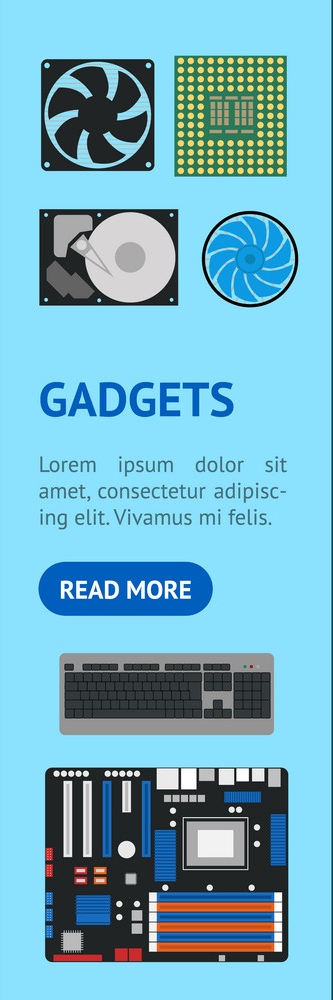 GADGETS
Lorem ipsum dolor sit
amet, consectetur adipisc-
ing elit. Vivamus mi felis.
READ MORE